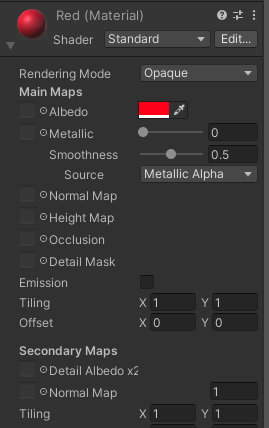 Red (Material)
Shader Standard Edit...
Rendering Mode Opaque
Main Maps
Albedo
Metallic 0
Smoothness 0.5
Source Metallic Alpha
Normal Map
Height Map
Occlusion
Detail Mask
Emission
Tiling X 1 Y 1
Offset X 0 Y 0
Secondary Maps
Detail Albedo x2
Normal Map 1
Tiling X 1 Y 1